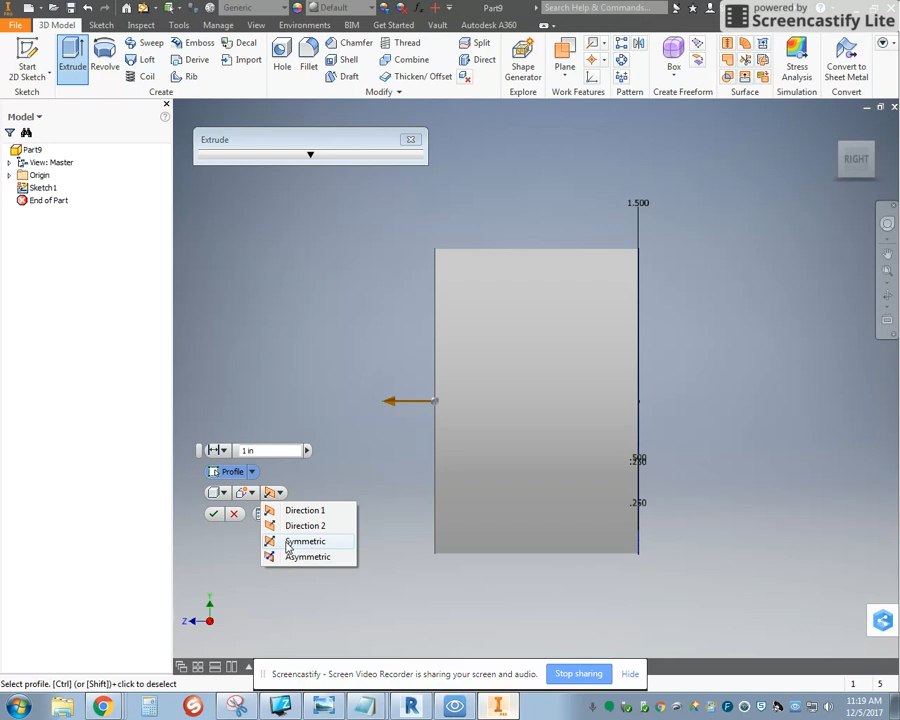 Generic
Default
Part9
Search Help & Commands...
powered by
Screencastify Lite
File 3D Model Sketch Inspect Tools Styles Environments BIM Get Started Vault Autodesk A360
Start
2D Sketch
Extrude
Revolve
Sweep Emboss Decal
Loft Derive Import
Coil Rib
Hole
Fillet
Chamfer Thread Split
Shell Combine Direct
Draft Thicken/ Offset
Shape
Generator
Plane
Box
Stress
Analysis
Convert to
Sheet Metal
Sketch Create Modify Explore Work Features Pattern Create Freeform Surface Simulation Convert
Model
Part9
View: Master
Origin
Sketch1
End of Part
Extrude
RIGHT
1.500
.500
.250
.250
1 in
Profile
Direction 1
Direction 2
Symmetric
Asymmetric
Y
Z
Screencastify - Screen Video Recorder is sharing your screen and audio.
Stop sharing
Hide
Select profile. [Ctrl] (or [Shift])+click to deselect
1 5
11:19 AM
12/5/2017